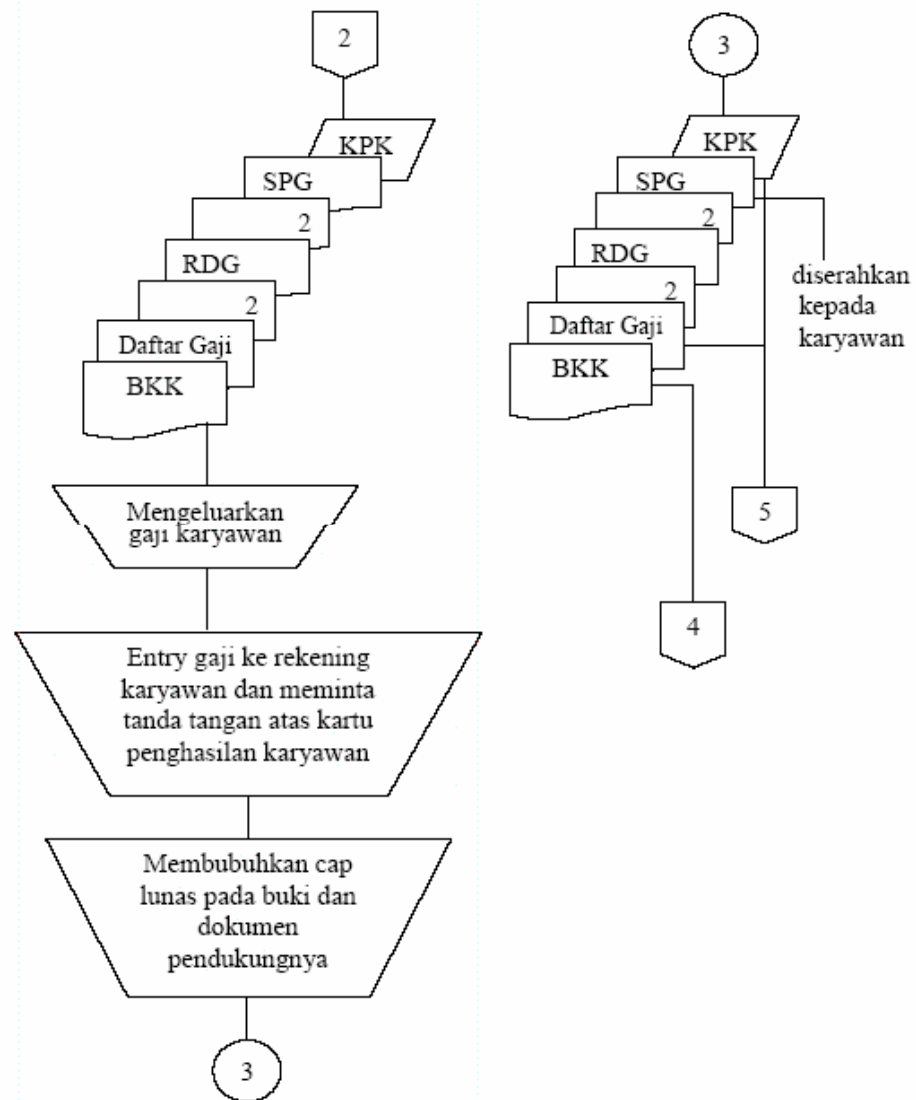 2
KPK
SPG
2
RDG
2
Daftar Gaji
BKK
Mengeluarkan
gaji karyawan
Entry gaji ke rekening
karyawan dan meminta
tanda tangan atas kartu
penghasilan karyawan
Membubuhkan cap
lunas pada buki dan
dokumen
pendukungnya
3
3
KPK
SPG
2
RDG
2
Daftar Gaji
BKK
diserahkan
kepada
karyawan
5
4